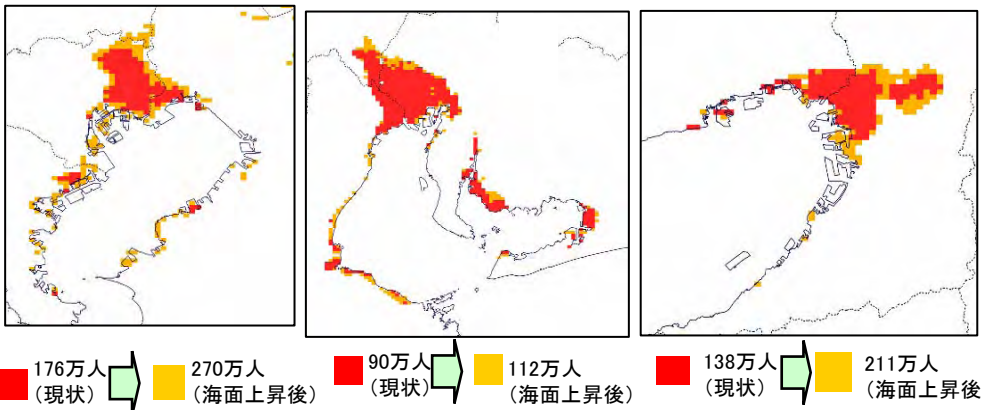 176万人
(現状)
270万人
(海面上昇後)
90万人
(現状)
112万人
(海面上昇後)
138万人
(現状)
211万人
(海面上昇後